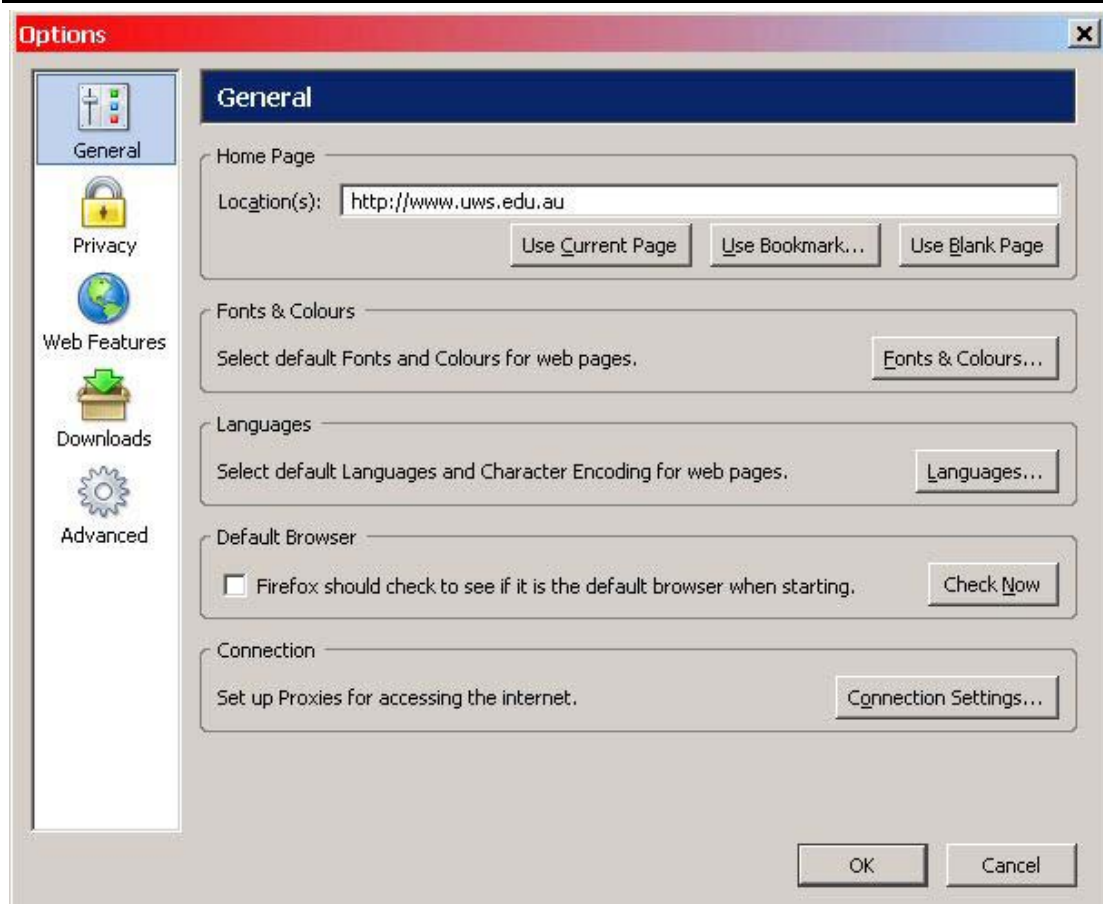 Options
General
Privacy
Web Features
Downloads
Advanced
General
Home Page
Location(s): http://www.uws.edu.au
Use Current Page Use Bookmark... Use Blank Page
Fonts & Colours
Select default Fonts and Colours for web pages. Fonts & Colours...
Languages
Select default Languages and Character Encoding for web pages. Languages...
Default Browser
Firefox should check to see if it is the default browser when starting. Check Now
Connection
Set up Proxies for accessing the internet. Connection Settings...
OK Cancel